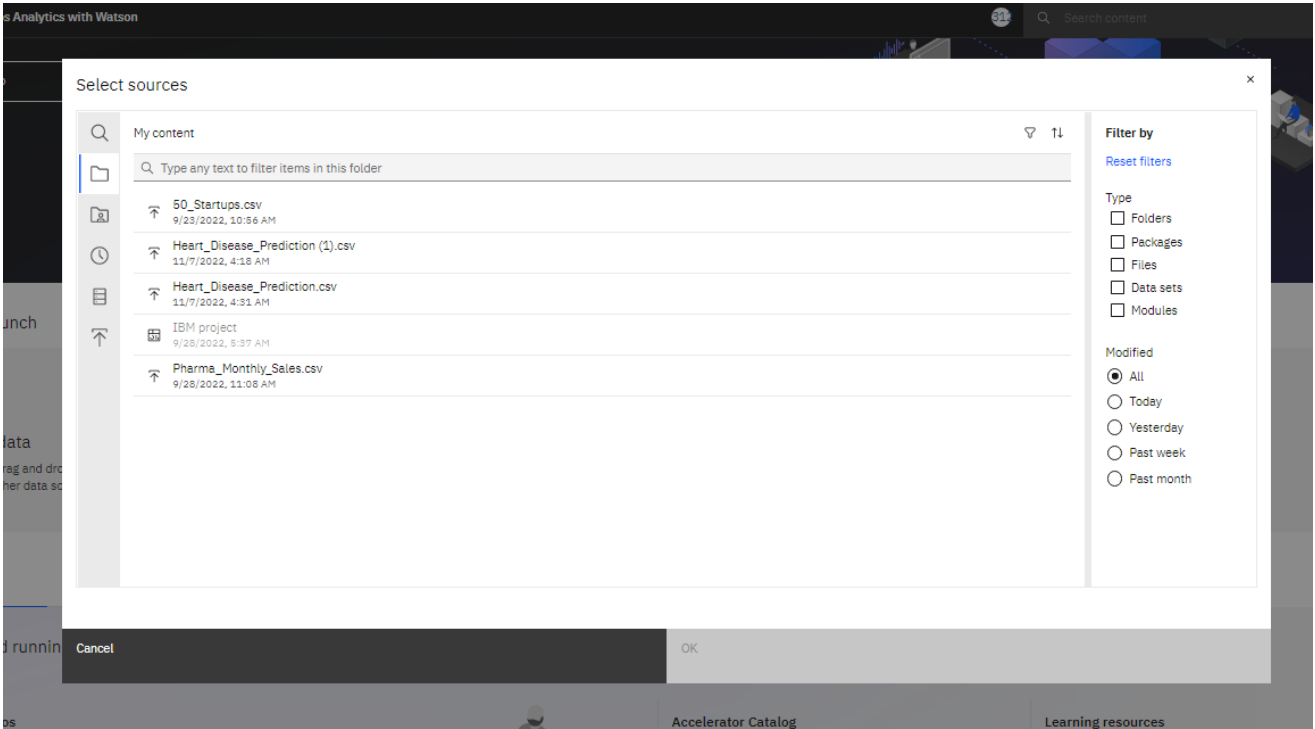 s Analytics with Watson
31
Search content
Select sources
×
My content
Filter by
Type any text to filter items in this folder
Reset filters
50_Startups.csv
9/23/2022, 10:56 AM
Type
Folders
Heart_Disease_Prediction (1).csv
11/7/2022, 4:18 AM
Packages
Files
Heart_Disease_Prediction.csv
11/7/2022, 4:31 AM
Data sets
Modules
IBM project
9/28/2022, 5:37 AM
unch
Modified
Pharma_Monthly_Sales.csv
9/28/2022, 11:08 AM
All
Today
Yesterday
data
Past week
rag and dro
Past month
her data so
d runnin
Cancel
OK
os
Accelerator Catalog
Learning resources